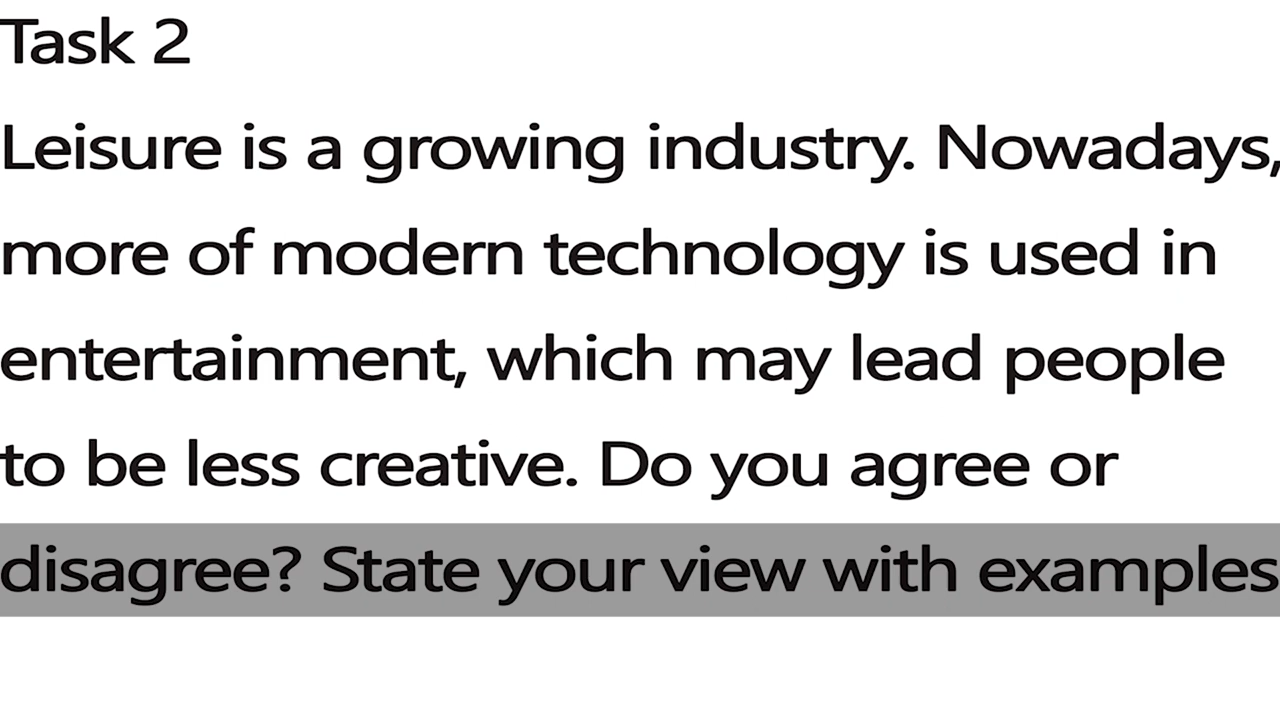 Task 2
Leisure is a growing industry. Nowadays,
more of modern technology is used in
entertainment, which may lead people
to be less creative. Do you agree or
disagree? State your view with examples